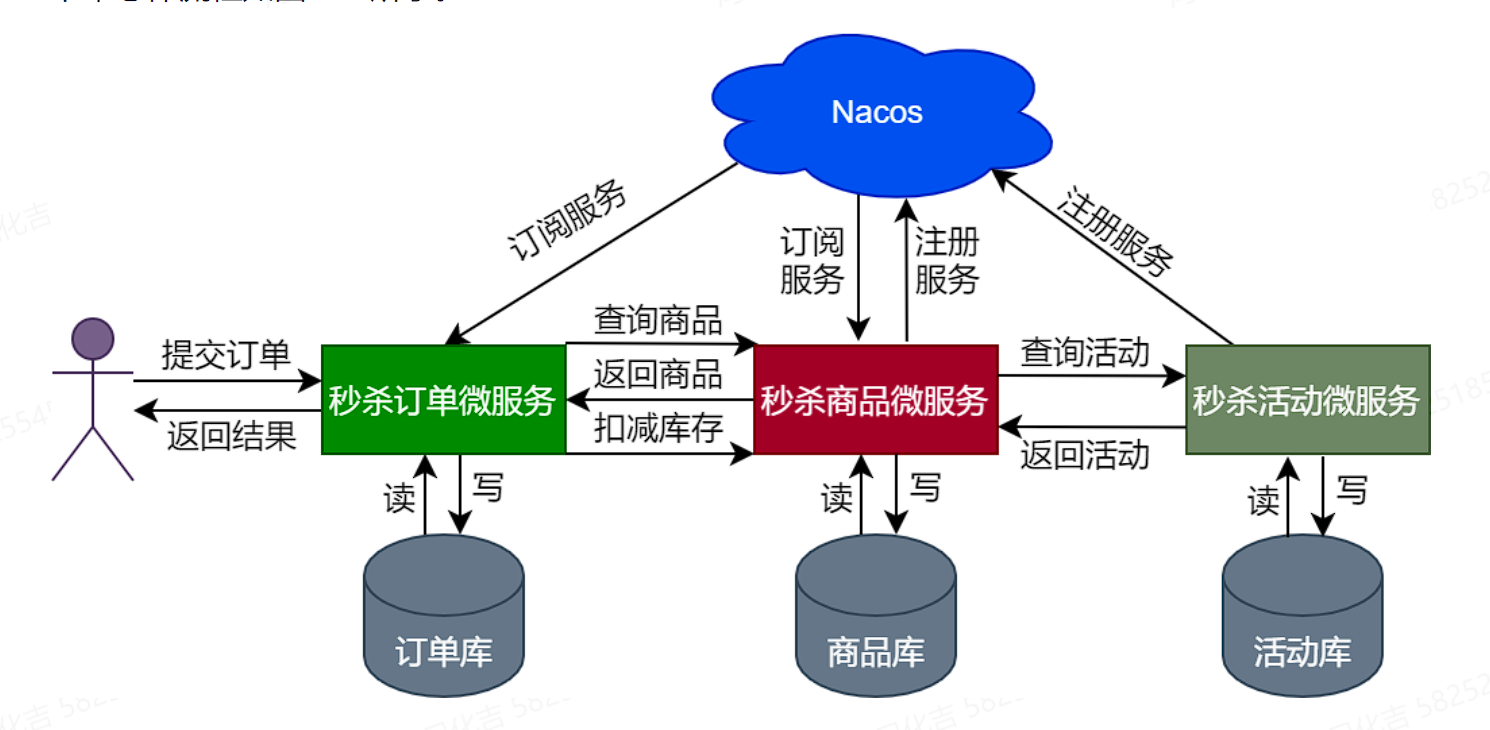 Nacos
订阅服务
订阅
服务
注册
服务
注册服务
提交订单
返回结果
秒杀订单微服务
查询商品
返回商品
扣减库存
秒杀商品微服务
查询活动
返回活动
秒杀活动微服务
读
写
读
写
读
写
订单库
商品库
活动库